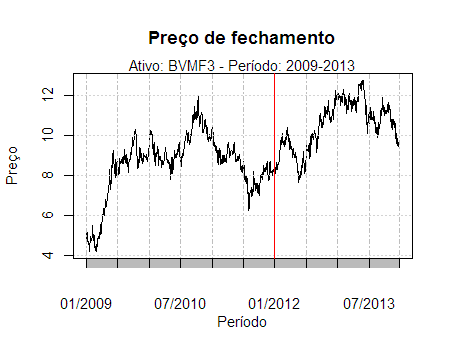 Preço de fechamento
Ativo: BVMF3 - Período: 2009-2013
Preço
12
10
8
6
4
01/2009 07/2010 01/2012 07/2013
Período